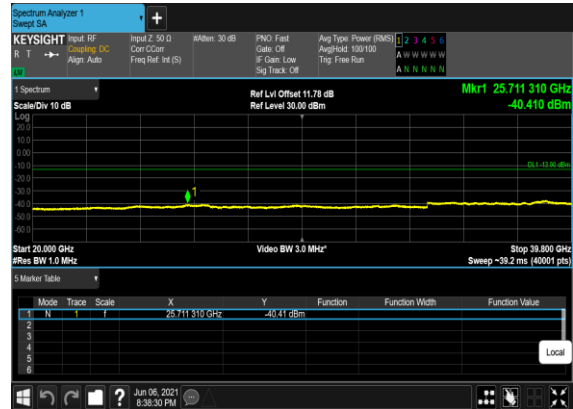 Spectrum Analyzer 1
Swept SA
+
KEYSIGHT Input: RF Input Z: 50 Ω #Atten: 30 dB PNO: Fast Avg Type: Power (RMS) 1 2 3 4 5 6
R T Coupling: DC Corr CCorr Gate: Off Avg|Hold: 100/100 A W W W W W
Align: Auto Freq Ref: Int (S) IF Gain: Low Trig: Free Run
LW Sig Track: Off A N N N N N
1 Spectrum Ref Lvl Offset 11.78 dB Mkr1 25.711 310 GHz
Scale/Div 10 dB Ref Level 30.00 dBm -40.410 dBm
Log
20.0
10.0
0.00
-10.0 DL1 -13.00 dBm
-20.0
-30.0 1
-40.0
-50.0
-60.0
Start 20.000 GHz Video BW 3.0 MHz* Stop 39.800 GHz
#Res BW 1.0 MHz Sweep ~39.2 ms (40001 pts)
5 Marker Table
Mode Trace Scale X Y Function Function Width Function Value
1 N 1 f 25.711 310 GHz -40.41 dBm
2
3
4
5
6
Local
? Jun 06, 2021
8:38:30 PM